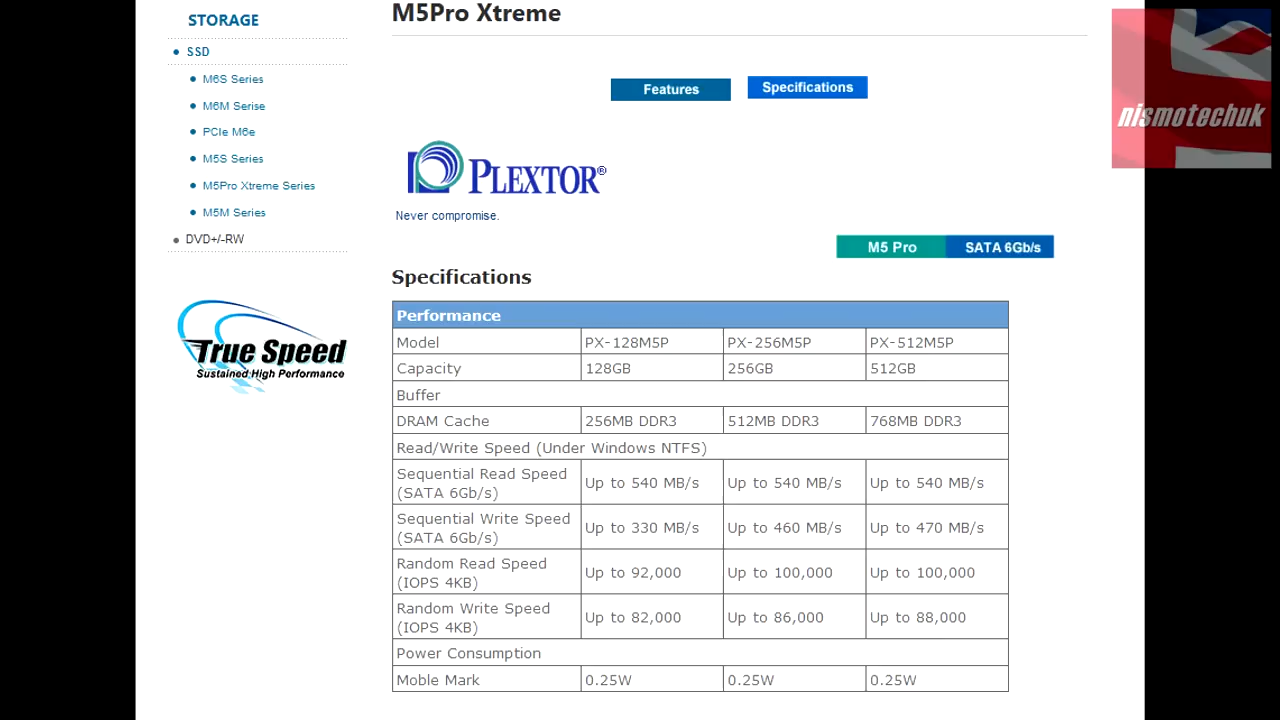 STORAGE
SSD
M6S Series
M6M Serise
PCIe M6e
M5S Series
M5Pro Xtreme Series
M5M Series
DVD+/-RW
True Speed
Sustained High Performance
M5Pro Xtreme
Features Specifications
PLEXTOR®
Never compromise.
M5 Pro SATA 6Gb/s
Specifications
Performance
Model PX-128M5P PX-256M5P PX-512M5P
Capacity 128GB 256GB 512GB
Buffer
DRAM Cache 256MB DDR3 512MB DDR3 768MB DDR3
Read/Write Speed (Under Windows NTFS)
Sequential Read Speed
(SATA 6Gb/s) Up to 540 MB/s Up to 540 MB/s Up to 540 MB/s
Sequential Write Speed
(SATA 6Gb/s) Up to 330 MB/s Up to 460 MB/s Up to 470 MB/s
Random Read Speed
(IOPS 4KB) Up to 92,000 Up to 100,000 Up to 100,000
Random Write Speed
(IOPS 4KB) Up to 82,000 Up to 86,000 Up to 88,000
Power Consumption
Moble Mark 0.25W 0.25W 0.25W
nismotechuk